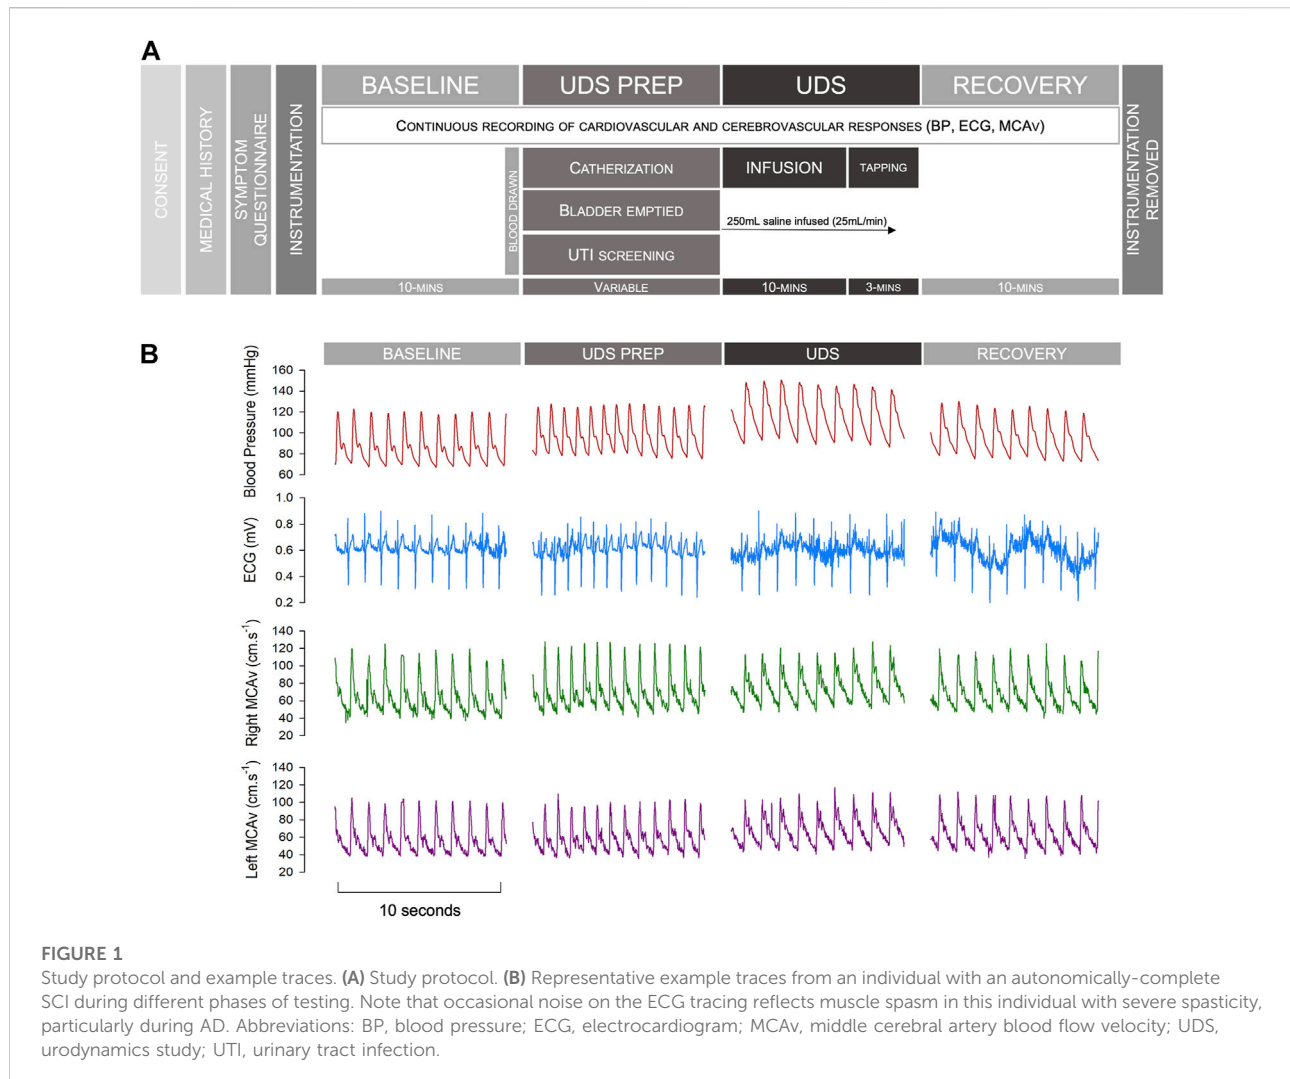 A
CONSENT
MEDICAL HISTORY
SYMPTOM
QUESTIONNAIRE
INSTRUMENTATION
BASELINE
UDS PREP
UDS
RECOVERY
INSTRUMENTATION
REMOVED
CONTINUOUS RECORDING OF CARDIOVASCULAR AND CEREBROVASCULAR RESPONSES (BP, ECG, MCAV)
BLOOD DRAWN
CATHERIZATION
INFUSION
TAPPING
BLADDER EMPTIED
250mL saline infused (25mL/min)
UTI SCREENING
10-MINS
VARIABLE
10-MINS
3-MINS
10-MINS
B
BASELINE
UDS PREP
UDS
RECOVERY
Blood Pressure (mmHg)
160
140
120
100
80
60
ECG (mV)
1.0
0.8
0.6
0.4
0.2
Right MCAv (cm.s⁻¹)
140
120
100
80
60
40
20
Left MCAv (cm.s⁻¹)
140
120
100
80
60
40
20
10 seconds
FIGURE 1
Study protocol and example traces. (A) Study protocol. (B) Representative example traces from an individual with an autonomically-complete
SCI during different phases of testing. Note that occasional noise on the ECG tracing reflects muscle spasm in this individual with severe spasticity,
particularly during AD. Abbreviations: BP, blood pressure; ECG, electrocardiogram; MCAv, middle cerebral artery blood flow velocity; UDS,
urodynamics study; UTI, urinary tract infection.